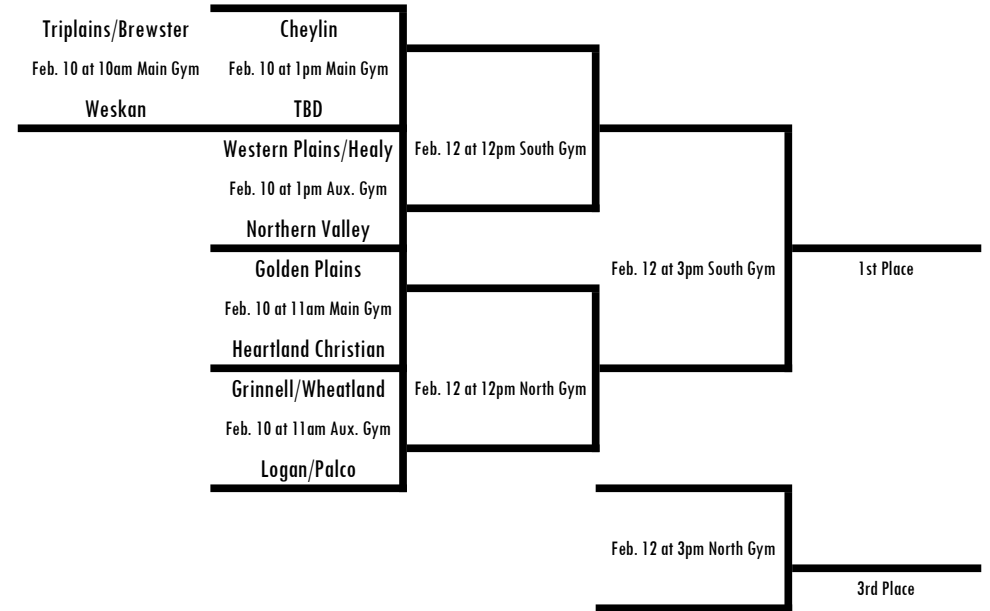 Triplains/Brewster
Feb. 10 at 10am Main Gym
Weskan
Cheylin
Feb. 10 at 1pm Main Gym
TBD
Western Plains/Healy
Feb. 10 at 1pm Aux. Gym
Northern Valley
Golden Plains
Feb. 10 at 11am Main Gym
Heartland Christian
Grinnell/Wheatland
Feb. 10 at 11am Aux. Gym
Logan/Palco
Feb. 12 at 12pm South Gym
Feb. 12 at 12pm North Gym
Feb. 12 at 3pm South Gym
Feb. 12 at 3pm North Gym
1st Place
3rd Place